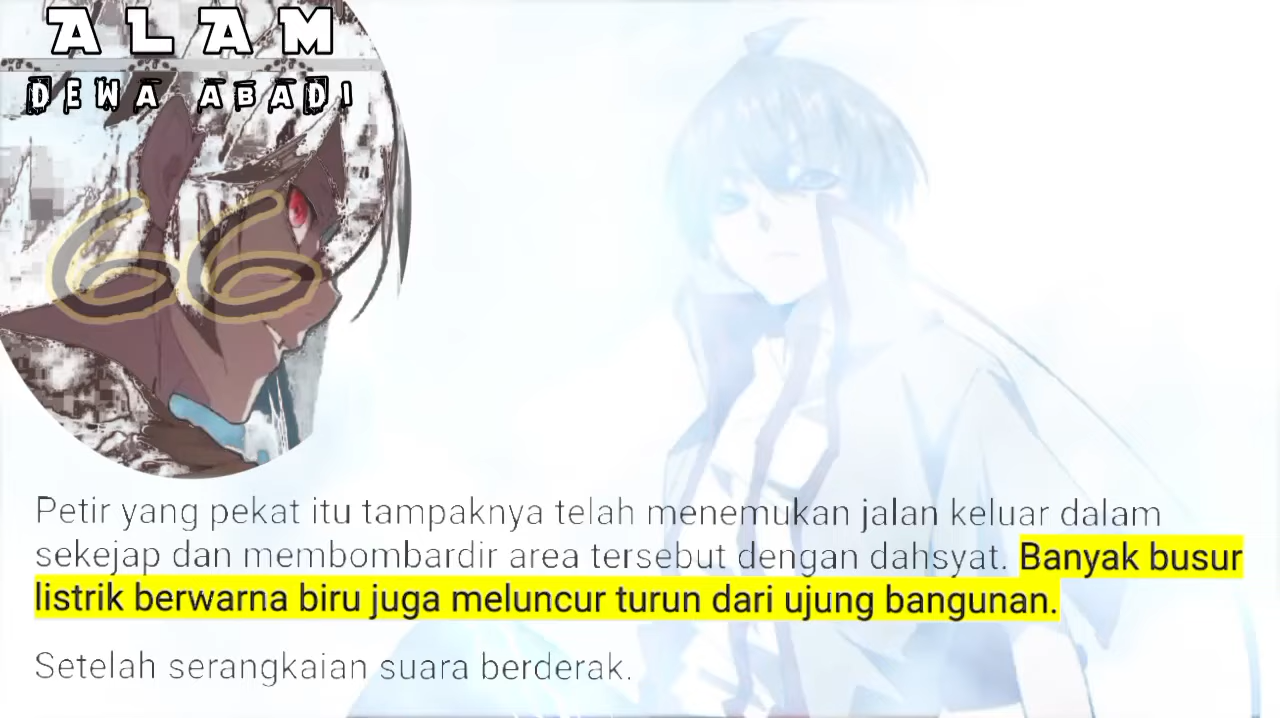 ALAM
DEWA ABADI
66
Petir yang pekat itu tampaknya telah menemukan jalan keluar dalam
sekejap dan membombardir area tersebut dengan dahsyat. Banyak busur
listrik berwarna biru juga meluncur turun dari ujung bangunan.
Setelah serangkaian suara berderak.